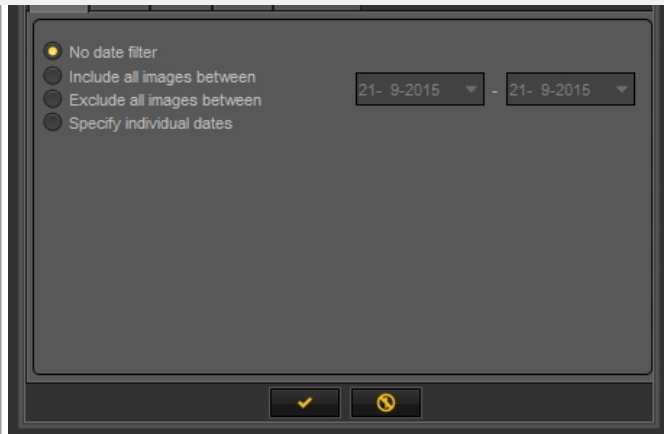 No date filter
Include all images between
21- 9-2015 - 21- 9-2015
Exclude all images between
Specify individual dates